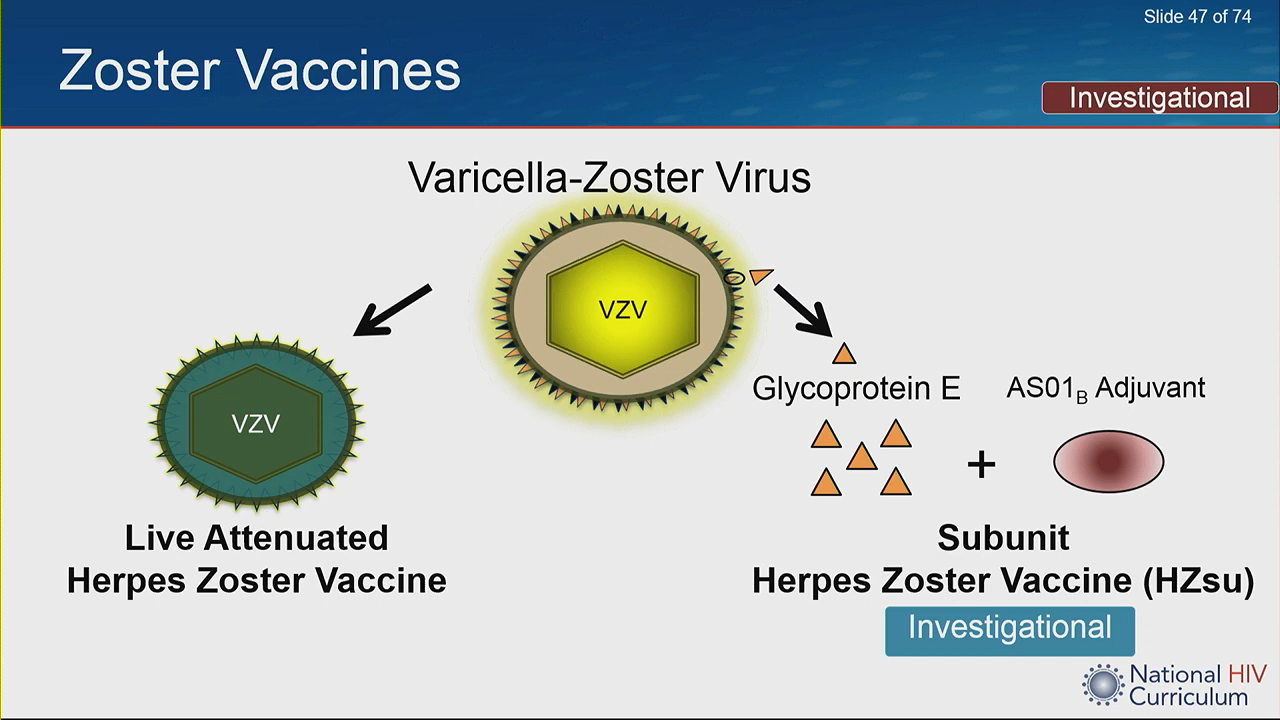 Slide 47 of 74
Zoster Vaccines
Investigational
Varicella-Zoster Virus
VZV
VZV
Glycoprotein E
AS01B Adjuvant
+
Live Attenuated
Herpes Zoster Vaccine
Subunit
Herpes Zoster Vaccine (HZsu)
Investigational
National HIV
Curriculum